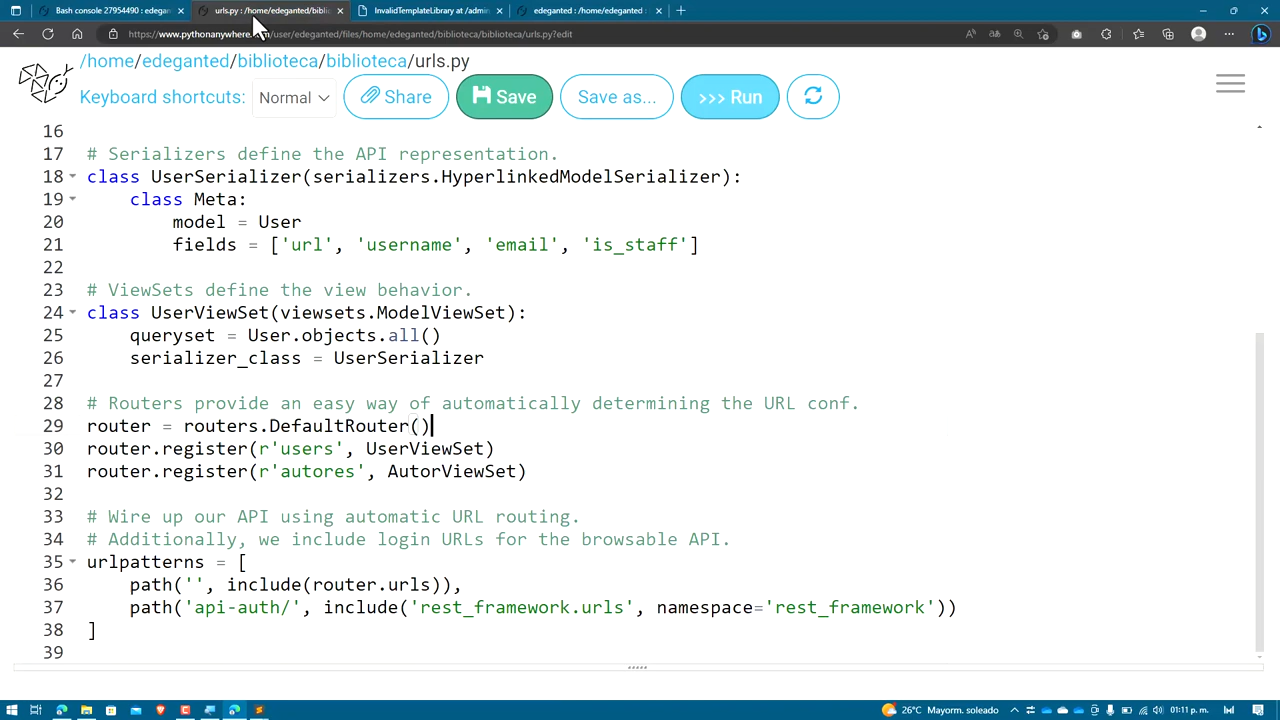 Bash console 27954490 : edegante
urls.py : /home/edeganted/biblio
InvalidTemplateLibrary at /admin
edeganted : /home/edeganted :
https://www.pythonanywhere.com/user/edeganted/files/home/edeganted/biblioteca/biblioteca/urls.py?edit
/home/edeganted/biblioteca/biblioteca/urls.py
Keyboard shortcuts: Normal Share Save Save as... >>> Run
16
17 # Serializers define the API representation.
18 class UserSerializer(serializers.HyperlinkedModelSerializer):
19 class Meta:
20 model = User
21 fields = ['url', 'username', 'email', 'is_staff']
22
23 # ViewSets define the view behavior.
24 class UserViewSet(viewsets.ModelViewSet):
25 queryset = User.objects.all()
26 serializer_class = UserSerializer
27
28 # Routers provide an easy way of automatically determining the URL conf.
29 router = routers.DefaultRouter()
30 router.register(r'users', UserViewSet)
31 router.register(r'autores', AutorViewSet)
32
33 # Wire up our API using automatic URL routing.
34 # Additionally, we include login URLs for the browsable API.
35 urlpatterns = [
36 path('', include(router.urls)),
37 path('api-auth/', include('rest_framework.urls', namespace='rest_framework'))
38 ]
39
26°C Mayorm. soleado 01:11 p. m.